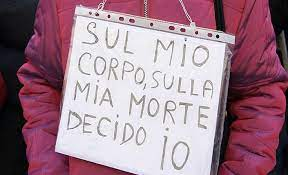 SUL MIO
CORPO, SULLA
MIA MORTE
DECIDO IO